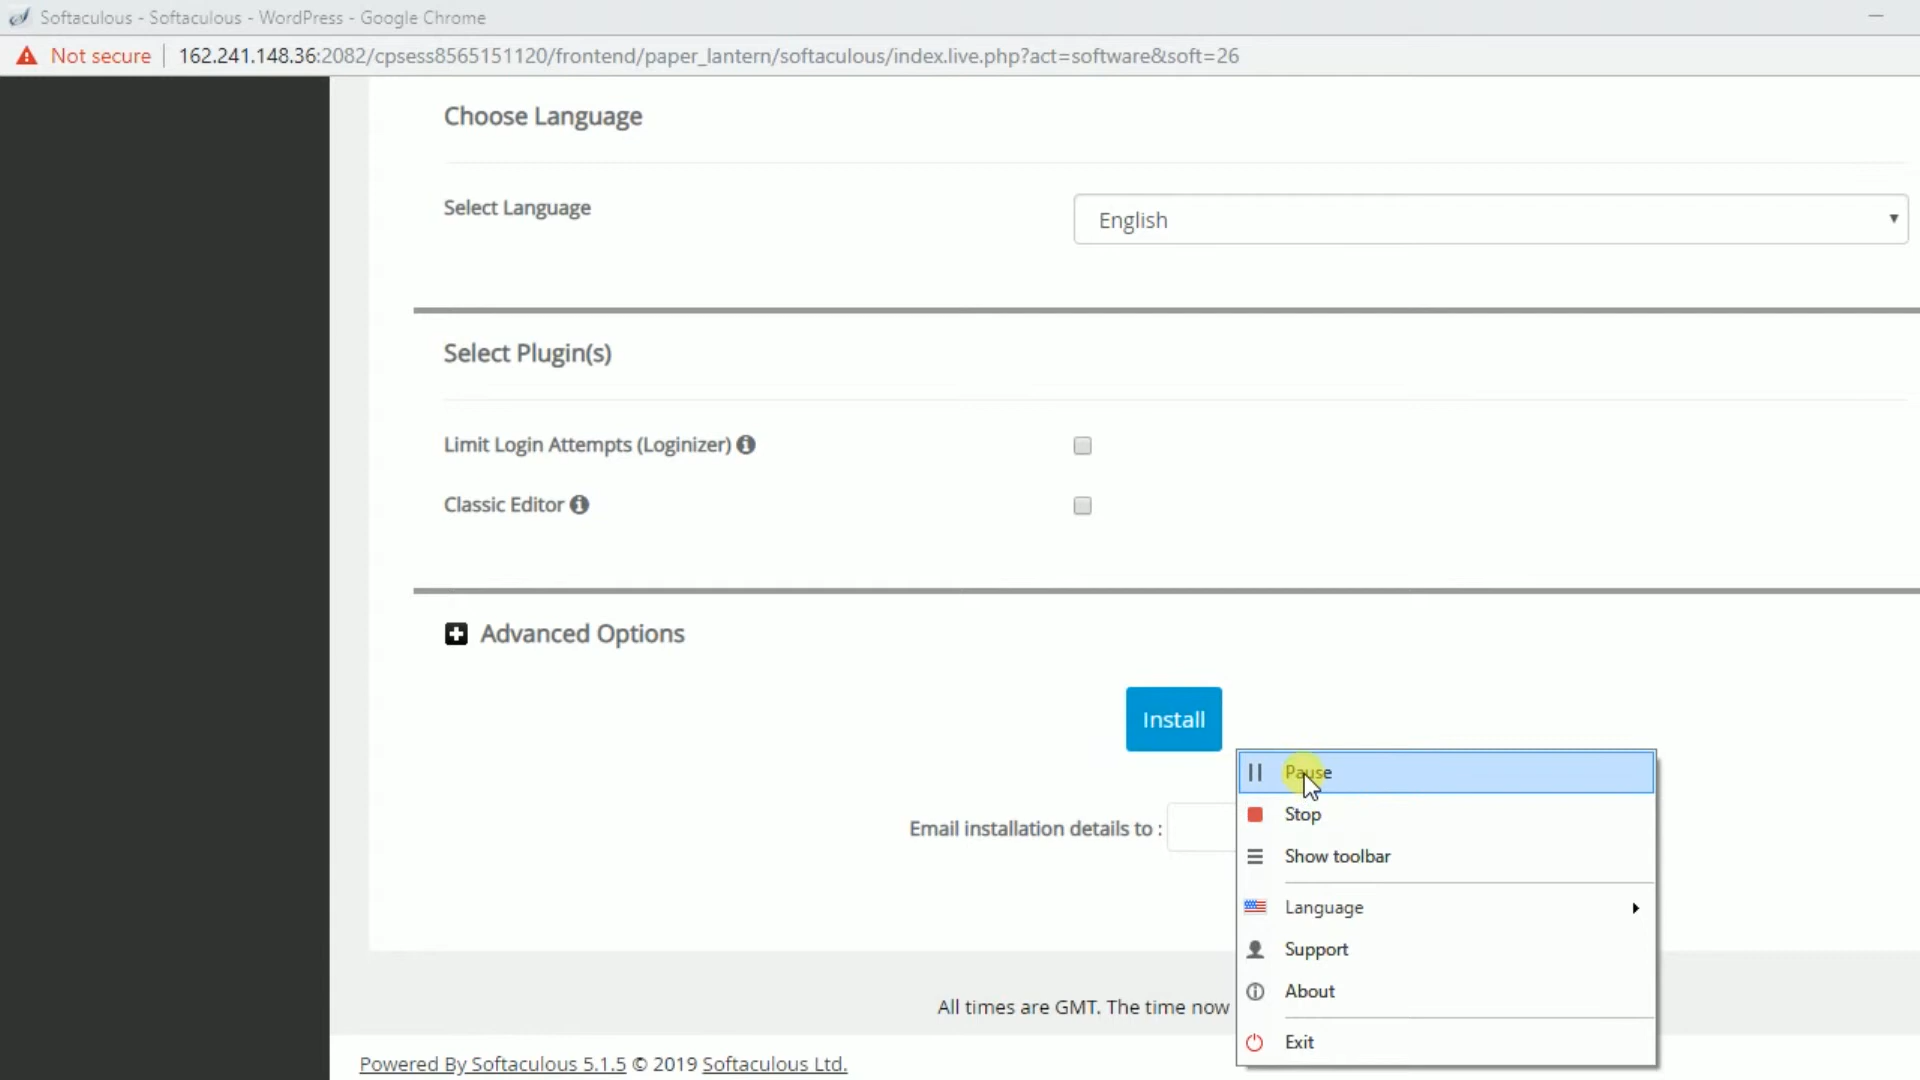 Softaculous - Softaculous - WordPress - Google Chrome
Not secure 162.241.148.36:2082/cpsess8565151120/frontend/paper_lantern/softaculous/index.live.php?act=software&soft=26
Choose Language
Select Language
English
Select Plugin(s)
Limit Login Attempts (Loginizer)
Classic Editor
Advanced Options
Install
Pause
Stop
Email installation details to :
Show toolbar
Language
Support
About
All times are GMT. The time now
Exit
Powered By Softaculous 5.1.5 © 2019 Softaculous Ltd.